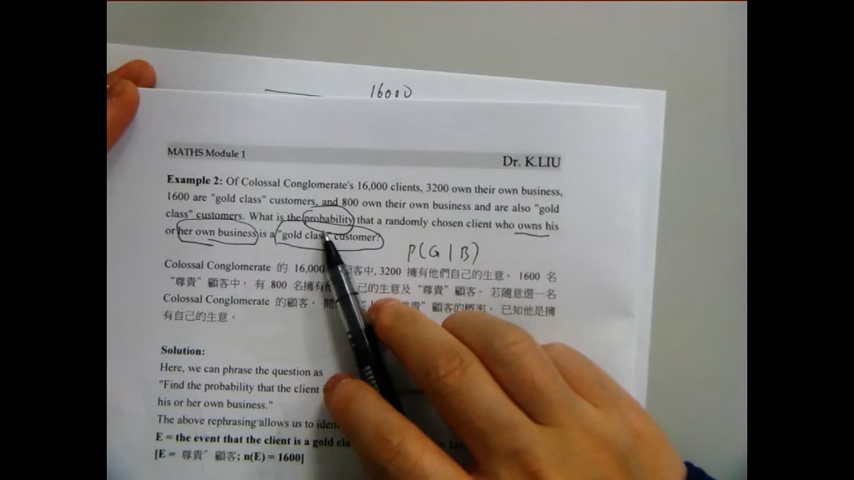 16000
MATHS Module 1 Dr. K.LIU
Example 2: Of Colossal Conglomerate's 16,000 clients, 3200 own their own business,
1600 are "gold class" customers, and 800 own their own business and are also "gold
class" customers. What is the probability that a randomly chosen client who owns his
or her own business is a "gold class" customer?
P(G|B)
Colossal Conglomerate 的 16,000 客中, 3200 擁有他們自己的生意。1600 名
"尊貴"顧客中, 有 800 名擁有 己的生意及"尊貴"顧客。若隨意選一名
Colossal Conglomerate 的顧客, 尊貴"顧客的概率, 已知他是擁
有自己的生意。
Solution:
Here, we can phrase the question as
"Find the probability that the client
his or her own business."
The above rephrasing allows us to
E = the event that the client is a gold
[E = 尊貴"顧客; n(E) = 1600]